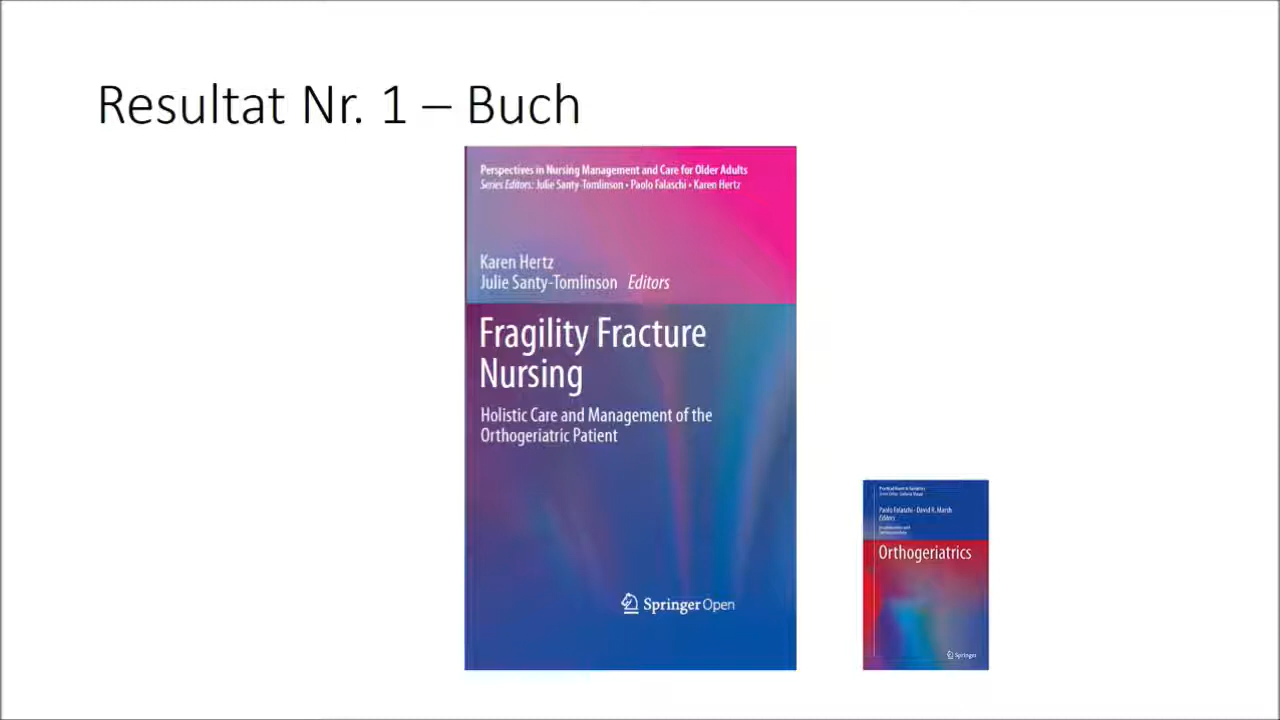 Resultat Nr. 1 – Buch
Perspectives in Nursing Management and Care for Older Adults
Series Editors: Julie Santy-Tomlinson • Paolo Falaschi • Karen Hertz
Karen Hertz
Julie Santy-Tomlinson Editors
Fragility Fracture
Nursing
Holistic Care and Management of the
Orthogeriatric Patient
Springer Open
Paolo Falaschi · David R. Marsh
Editors
Orthogeriatrics
Springer